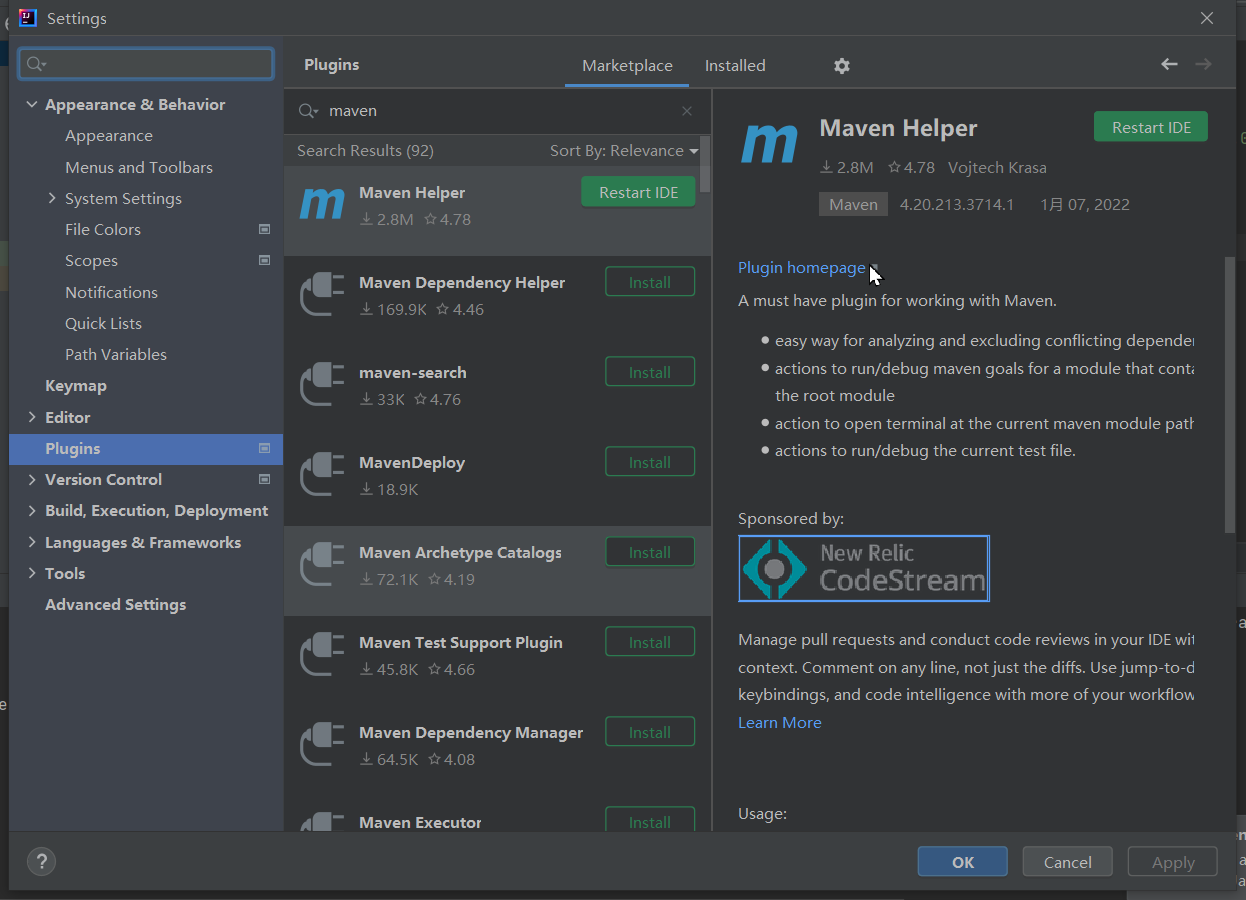 Settings
Appearance & Behavior
Appearance
Menus and Toolbars
System Settings
File Colors
Scopes
Notifications
Quick Lists
Path Variables
Keymap
Editor
Plugins
Version Control
Build, Execution, Deployment
Languages & Frameworks
Tools
Advanced Settings
Plugins
Marketplace
Installed
maven
Search Results (92)
Sort By: Relevance
Maven Helper
2.8M 4.78
Restart IDE
Maven Dependency Helper
169.9K 4.46
Install
maven-search
33K 4.76
Install
MavenDeploy
18.9K
Install
Maven Archetype Catalogs
72.1K 4.19
Install
Maven Test Support Plugin
45.8K 4.66
Install
Maven Dependency Manager
64.5K 4.08
Install
Maven Executor
Install
Maven Helper
Restart IDE
2.8M 4.78 Vojtech Krasa
Maven 4.20.213.3714.1 1月 07, 2022
Plugin homepage
A must have plugin for working with Maven.
easy way for analyzing and excluding conflicting depender
actions to run/debug maven goals for a module that conta
the root module
action to open terminal at the current maven module path
actions to run/debug the current test file.
Sponsored by:
New Relic
CodeStream
Manage pull requests and conduct code reviews in your IDE wit
context. Comment on any line, not just the diffs. Use jump-to-d
keybindings, and code intelligence with more of your workflow
Learn More
Usage:
?
OK
Cancel
Apply